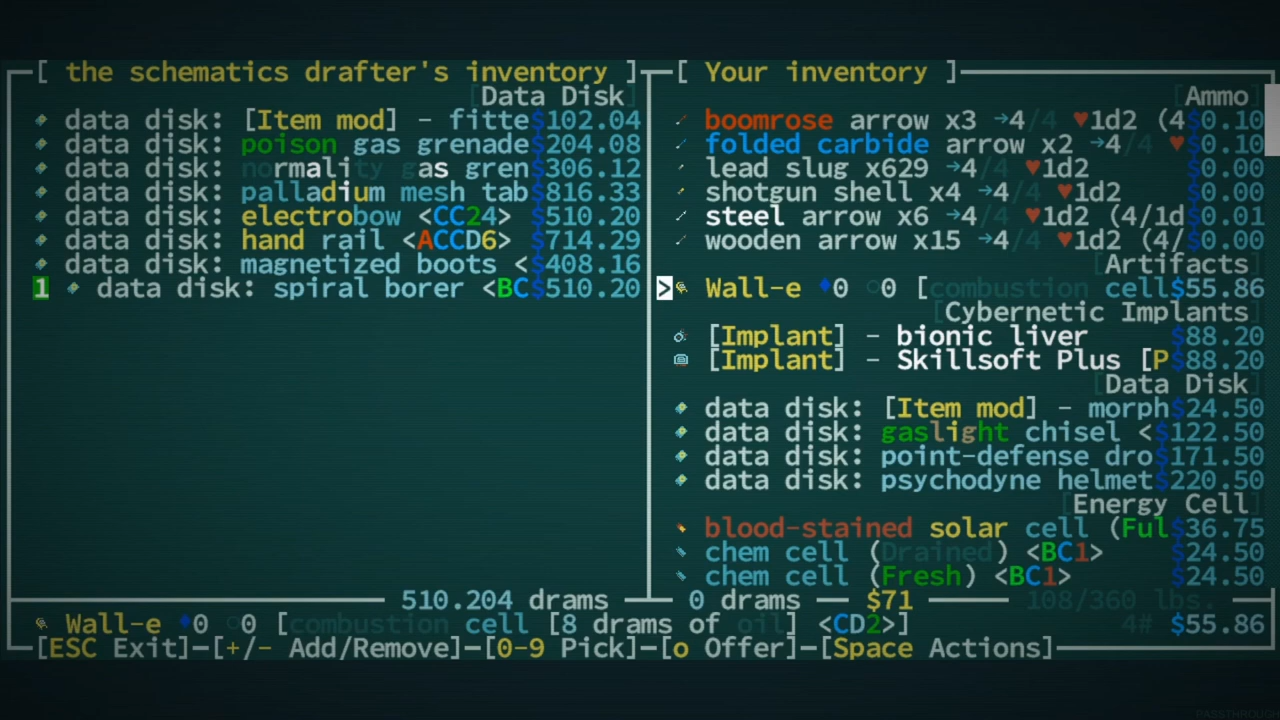 [ the schematics drafter's inventory ]
[Data Disk]
data disk: [Item mod] - fitte$102.04
data disk: poison gas grenade$204.08
data disk: normality gas gren$306.12
data disk: palladium mesh tab$816.33
data disk: electrobow <CC24> $510.20
data disk: hand rail <ACCD6> $714.29
data disk: magnetized boots <$408.16
1 data disk: spiral borer <BC$510.20
[ Your inventory ]
[Ammo]
boomrose arrow x3 →4/4 ♥1d2 (4$0.10
folded carbide arrow x2 →4/4 ♥$0.10
lead slug x629 →4/4 ♥1d2 $0.00
shotgun shell x4 →4/4 ♥1d2 $0.00
steel arrow x6 →4/4 ♥1d2 (4/1d$0.01
wooden arrow x15 →4/4 ♥1d2 (4/$0.00
[Artifacts]
> Wall-e ♦0 ○0 [combustion cell$55.86
[Cybernetic Implants]
[Implant] - bionic liver $88.20
[Implant] - Skillsoft Plus [P$88.20
[Data Disk]
data disk: [Item mod] - morph$24.50
data disk: gaslight chisel <$122.50
data disk: point-defense dro$171.50
data disk: psychodyne helmet$220.50
[Energy Cell]
blood-stained solar cell (Ful$36.75
chem cell (Drained) <BC1> $24.50
chem cell (Fresh) <BC1> $24.50
510.204 drams 0 drams $71 108/360 lbs.
Wall-e ♦0 ○0 [combustion cell [8 drams of oil] <CD2>] 4# $55.86
[ESC Exit]-[+/- Add/Remove]-[0-9 Pick]-[o Offer]-[Space Actions]